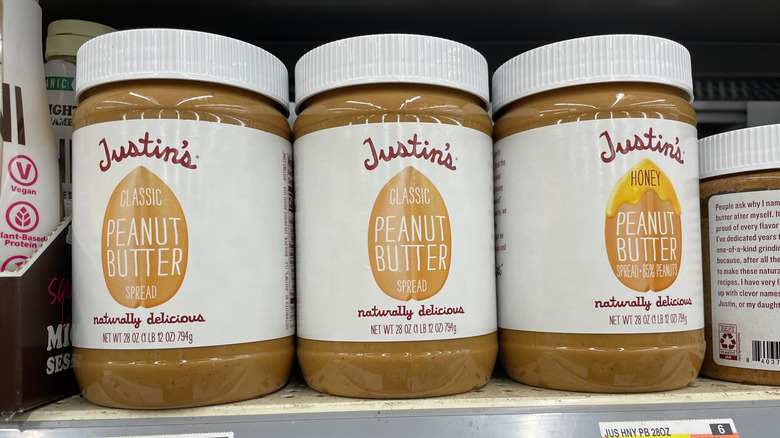 Justin's
CLASSIC
PEANUT
BUTTER
SPREAD
naturally delicious
NET WT 28 OZ (1 LB 12 OZ) 794g
Justin's
CLASSIC
PEANUT
BUTTER
SPREAD
naturally delicious
NET WT 28 OZ (1 LB 12 OZ) 794g
Justin's
HONEY
PEANUT
BUTTER
SPREAD • 85% PEANUTS
naturally delicious
NET WT 28 OZ (1 LB 12 OZ) 794g
V
Vegan
Protein
People ask why I nam
butter after myself. It
proud of every flavor
I've dedicated years t
one-of-a-kind grindin
because, after all the
to make these natura
recipes, I have very l
up with clever names
Justin, or my daught
JUS HNY PB 28OZ
6